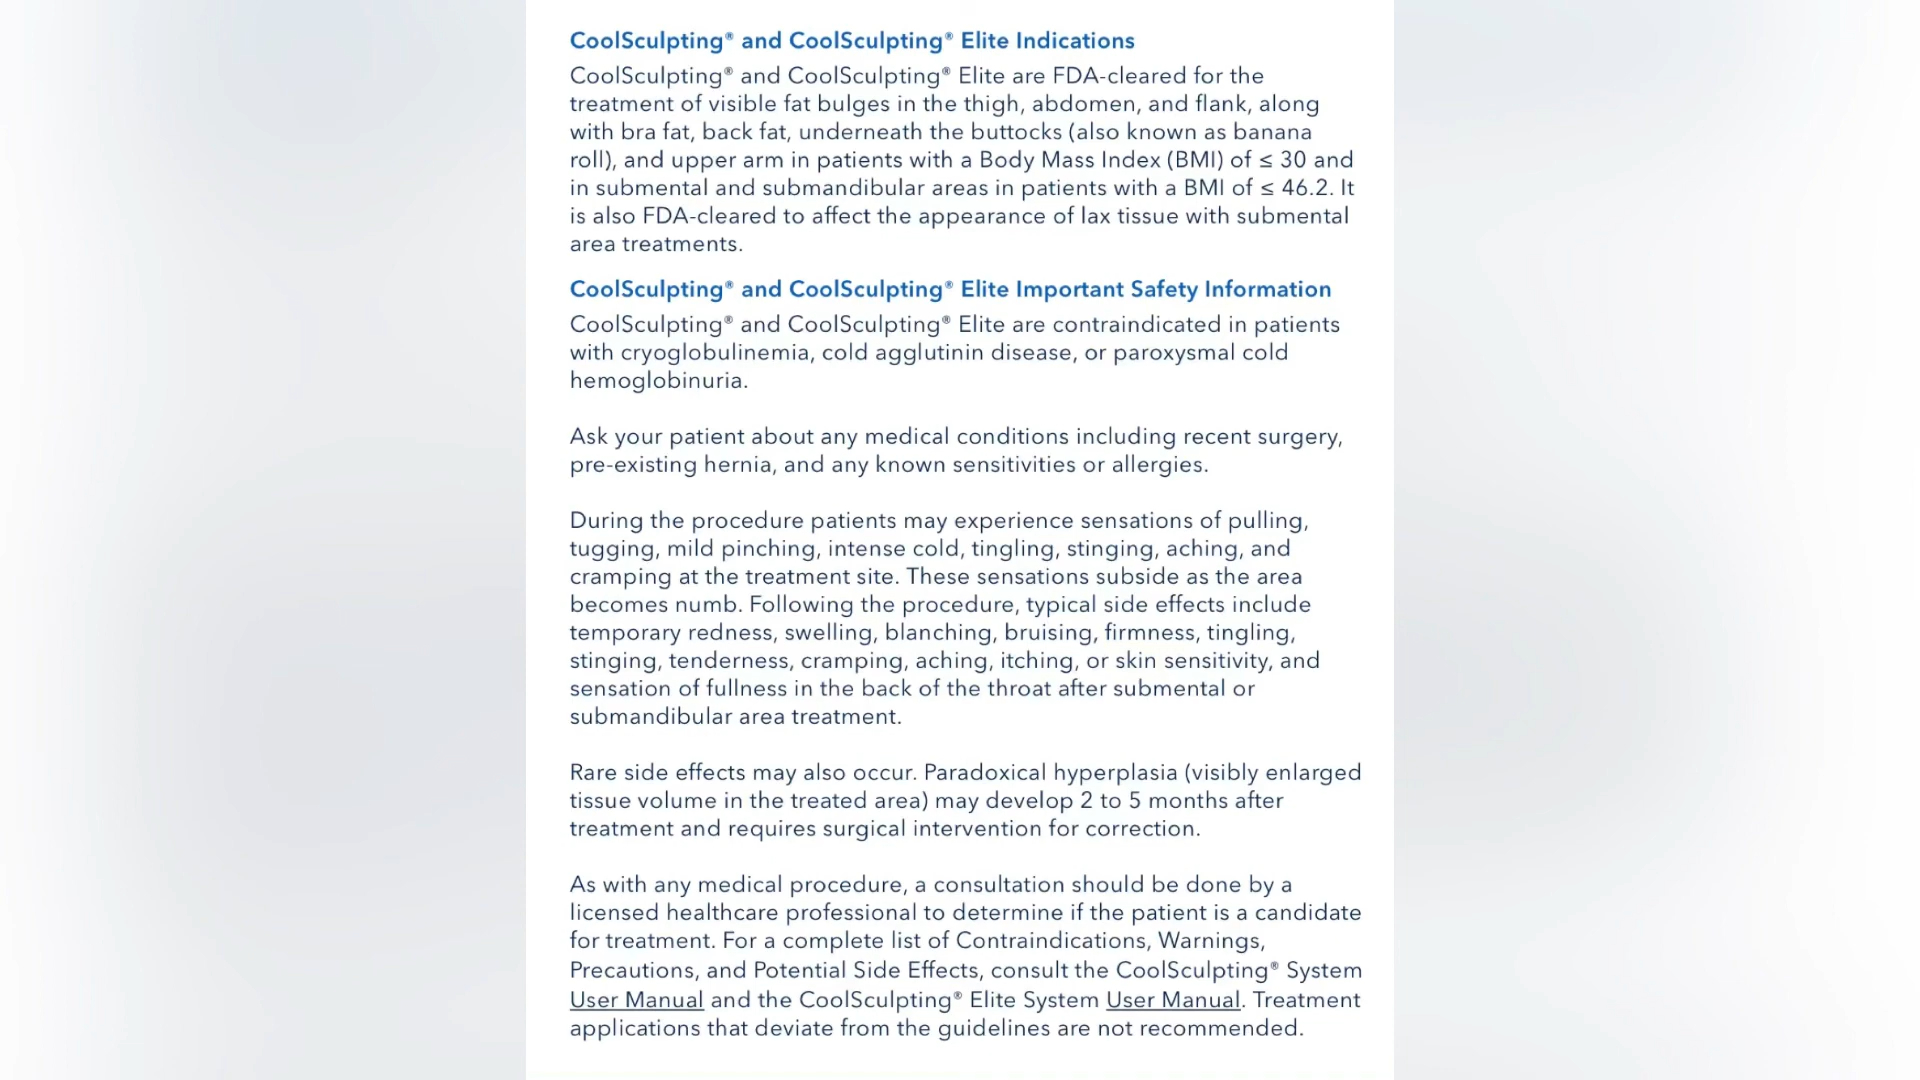 CoolSculpting® and CoolSculpting® Elite Indications
CoolSculpting® and CoolSculpting® Elite are FDA-cleared for the
treatment of visible fat bulges in the thigh, abdomen, and flank, along
with bra fat, back fat, underneath the buttocks (also known as banana
roll), and upper arm in patients with a Body Mass Index (BMI) of ≤ 30 and
in submental and submandibular areas in patients with a BMI of ≤ 46.2. It
is also FDA-cleared to affect the appearance of lax tissue with submental
area treatments.
CoolSculpting® and CoolSculpting® Elite Important Safety Information
CoolSculpting® and CoolSculpting® Elite are contraindicated in patients
with cryoglobulinemia, cold agglutinin disease, or paroxysmal cold
hemoglobinuria.
Ask your patient about any medical conditions including recent surgery,
pre-existing hernia, and any known sensitivities or allergies.
During the procedure patients may experience sensations of pulling,
tugging, mild pinching, intense cold, tingling, stinging, aching, and
cramping at the treatment site. These sensations subside as the area
becomes numb. Following the procedure, typical side effects include
temporary redness, swelling, blanching, bruising, firmness, tingling,
stinging, tenderness, cramping, aching, itching, or skin sensitivity, and
sensation of fullness in the back of the throat after submental or
submandibular area treatment.
Rare side effects may also occur. Paradoxical hyperplasia (visibly enlarged
tissue volume in the treated area) may develop 2 to 5 months after
treatment and requires surgical intervention for correction.
As with any medical procedure, a consultation should be done by a
licensed healthcare professional to determine if the patient is a candidate
for treatment. For a complete list of Contraindications, Warnings,
Precautions, and Potential Side Effects, consult the CoolSculpting® System
User Manual and the CoolSculpting® Elite System User Manual. Treatment
applications that deviate from the guidelines are not recommended.